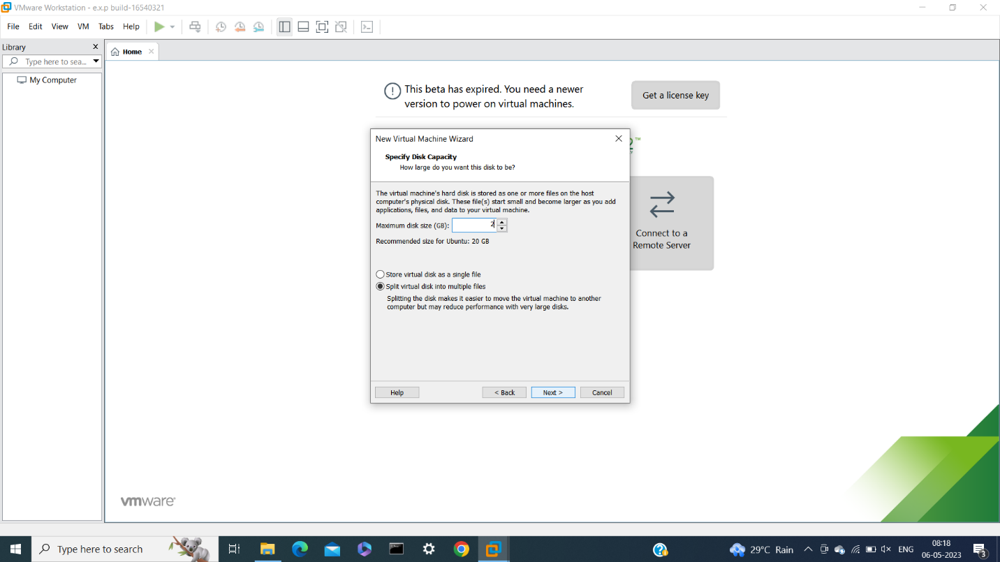 VMware Workstation - e.x.p build-16540321
File Edit View VM Tabs Help
Library
Type here to sea...
My Computer
Home
This beta has expired. You need a newer
version to power on virtual machines.
Get a license key
New Virtual Machine Wizard
Specify Disk Capacity
How large do you want this disk to be?
The virtual machine's hard disk is stored as one or more files on the host
computer's physical disk. These file(s) start small and become larger as you add
applications, files, and data to your virtual machine.
Maximum disk size (GB): 2
Recommended size for Ubuntu: 20 GB
Store virtual disk as a single file
Split virtual disk into multiple files
Splitting the disk makes it easier to move the virtual machine to another
computer but may reduce performance with very large disks.
Help < Back Next > Cancel
TM
Connect to a
Remote Server
vmware
Type here to search
29°C Rain
ENG
08:18
06-05-2023
3